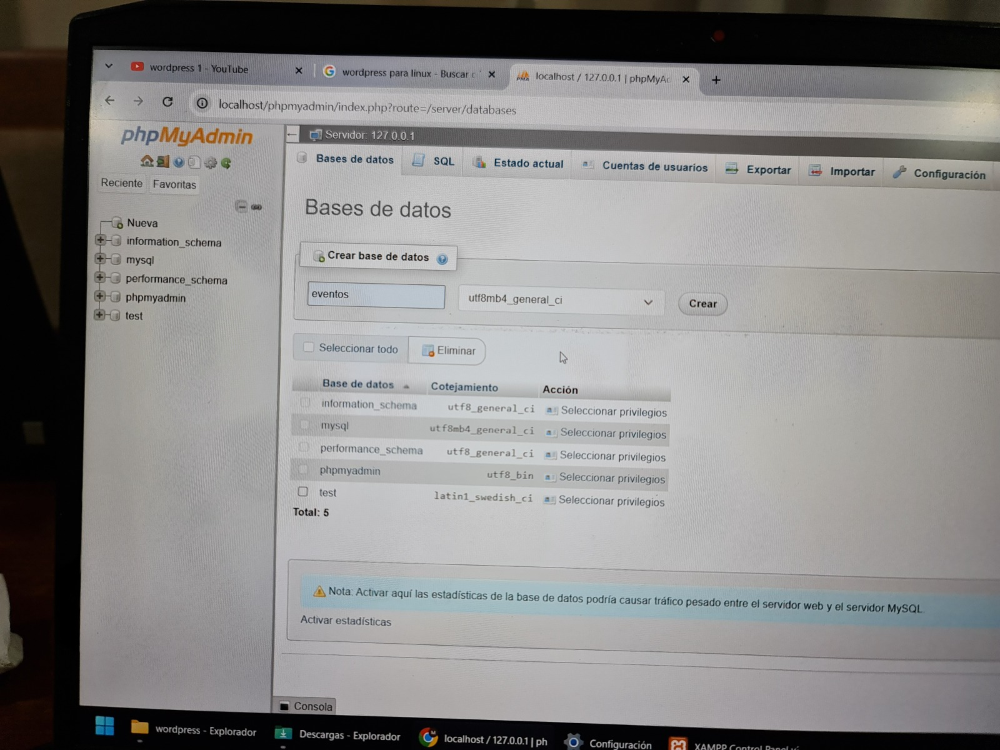 wordpress 1 - YouTube
wordpress para linux - Buscar c
localhost / 127.0.0.1 | phpMyAd
localhost/phpmyadmin/index.php?route=/server/databases
phpMyAdmin
Reciente
Favoritas
Nueva
information_schema
mysql
performance_schema
phpmyadmin
test
Servidor: 127.0.0.1
Bases de datos
SQL
Estado actual
Cuentas de usuarios
Exportar
Importar
Configuración
Bases de datos
Crear base de datos
eventos
utf8mb4_general_ci
Crear
Seleccionar todo
Eliminar
Base de datos Cotejamiento Acción
information_schema utf8_general_ci Seleccionar privilegios
mysql utf8mb4_general_ci Seleccionar privilegios
performance_schema utf8_general_ci Seleccionar privilegios
phpmyadmin utf8_bin Seleccionar privilegios
test latin1_swedish_ci Seleccionar privilegios
Total: 5
Nota: Activar aquí las estadísticas de la base de datos podría causar tráfico pesado entre el servidor web y el servidor MySQL.
Activar estadísticas
Consola
wordpress - Explorador
Descargas - Explorador
localhost / 127.0.0.1 | ph
Configuración
XAMPP Control Panel